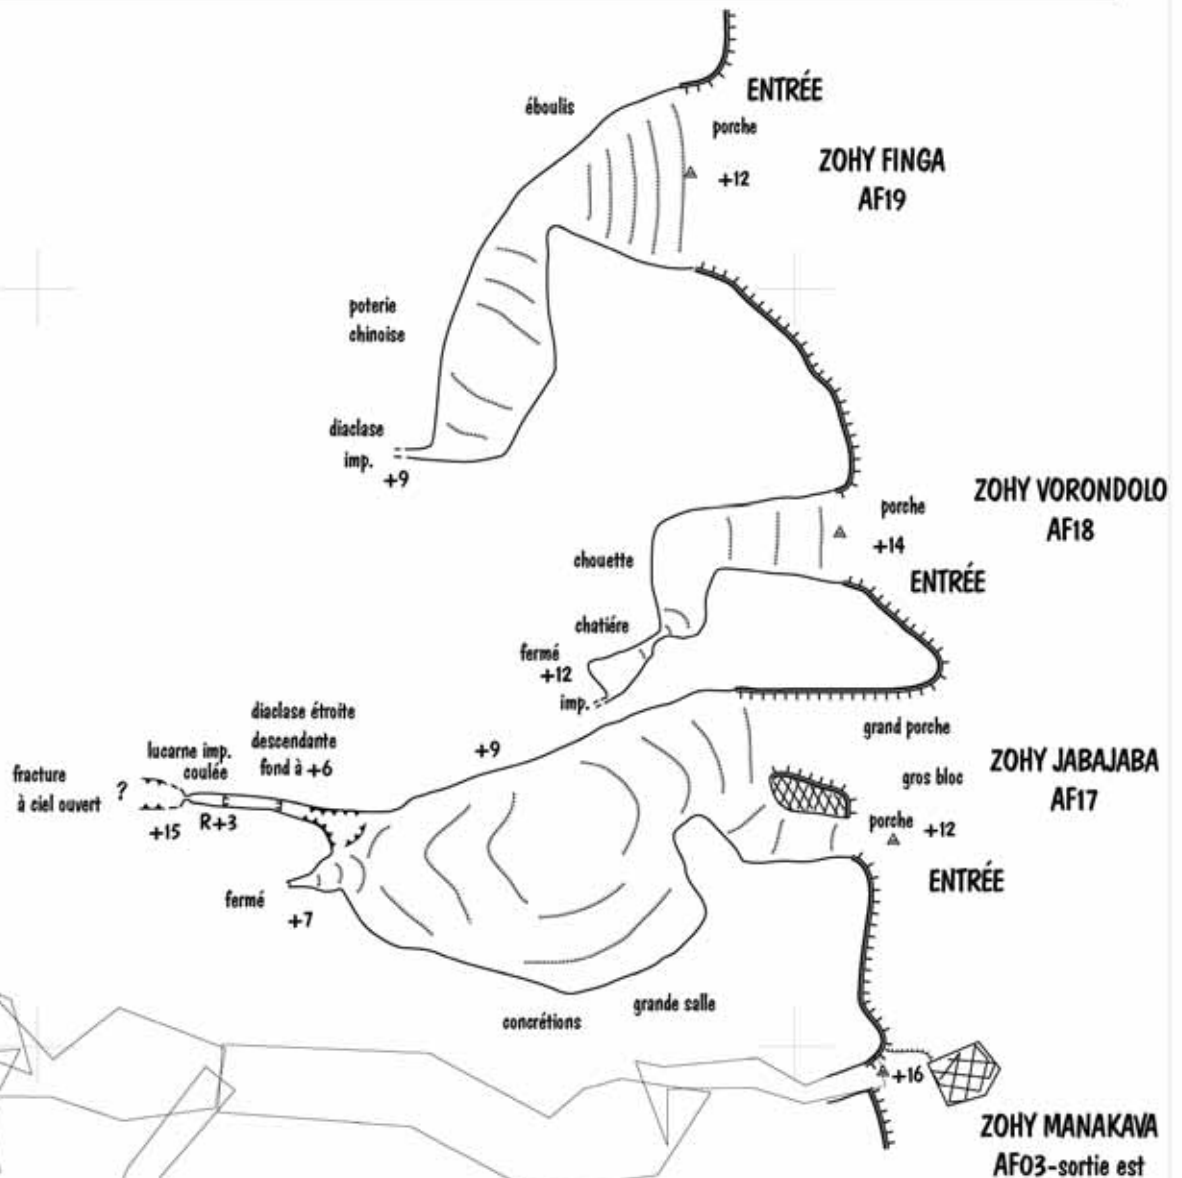 ENTRÉE
éboulis
porche
+12
ZOHY FINGA
AF19
poterie
chinoise
diaclase
imp.
+9
ZOHY VORONDOLO
AF18
porche
+14
ENTRÉE
chouette
chatiére
fermé
+12
imp.
grand porche
diaclase étroite
descendante
fond à +6
lucarne imp.
coulée
fracture
à ciel ouvert
?
+15
R+3
+9
ZOHY JABAJABA
AF17
gros bloc
porche
+12
ENTRÉE
fermé
+7
grande salle
concrétions
+16
ZOHY MANAKAVA
AF03-sortie est